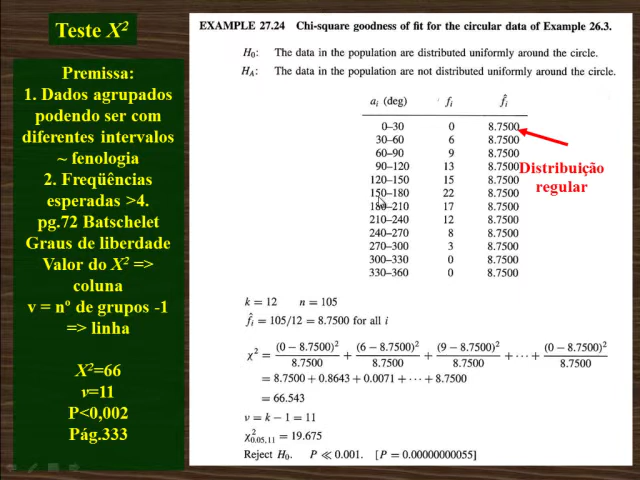 Teste X²
Premissa:
1. Dados agrupados
podendo ser com
diferentes intervalos
~ fenologia
2. Freqüências
esperadas >4.
pg.72 Batschelet
Graus de liberdade
Valor do X² =>
coluna
v = nº de grupos -1
=> linha
X²=66
v=11
P<0,002
Pág.333
EXAMPLE 27.24 Chi-square goodness of fit for the circular data of Example 26.3.
H₀: The data in the population are distributed uniformly around the circle.
H_A: The data in the population are not distributed uniformly around the circle.
aᵢ (deg) fᵢ f̂ᵢ
0–30 0 8.7500
30–60 6 8.7500
60–90 9 8.7500
90–120 13 8.7500
120–150 15 8.7500
150–180 22 8.7500
180–210 17 8.7500
210–240 12 8.7500
240–270 8 8.7500
270–300 3 8.7500
300–330 0 8.7500
330–360 0 8.7500
Distribuição
regular
k = 12 n = 105
f̂ᵢ = 105/12 = 8.7500 for all i
χ² = (0 − 8.7500)²/8.7500 + (6 − 8.7500)²/8.7500 + (9 − 8.7500)²/8.7500 + ⋯ + (0 − 8.7500)²/8.7500
= 8.7500 + 0.8643 + 0.0071 + ⋯ + 8.7500
= 66.543
ν = k − 1 = 11
χ²₀.₀₅,₁₁ = 19.675
Reject H₀. P ≪ 0.001. [P = 0.00000000055]